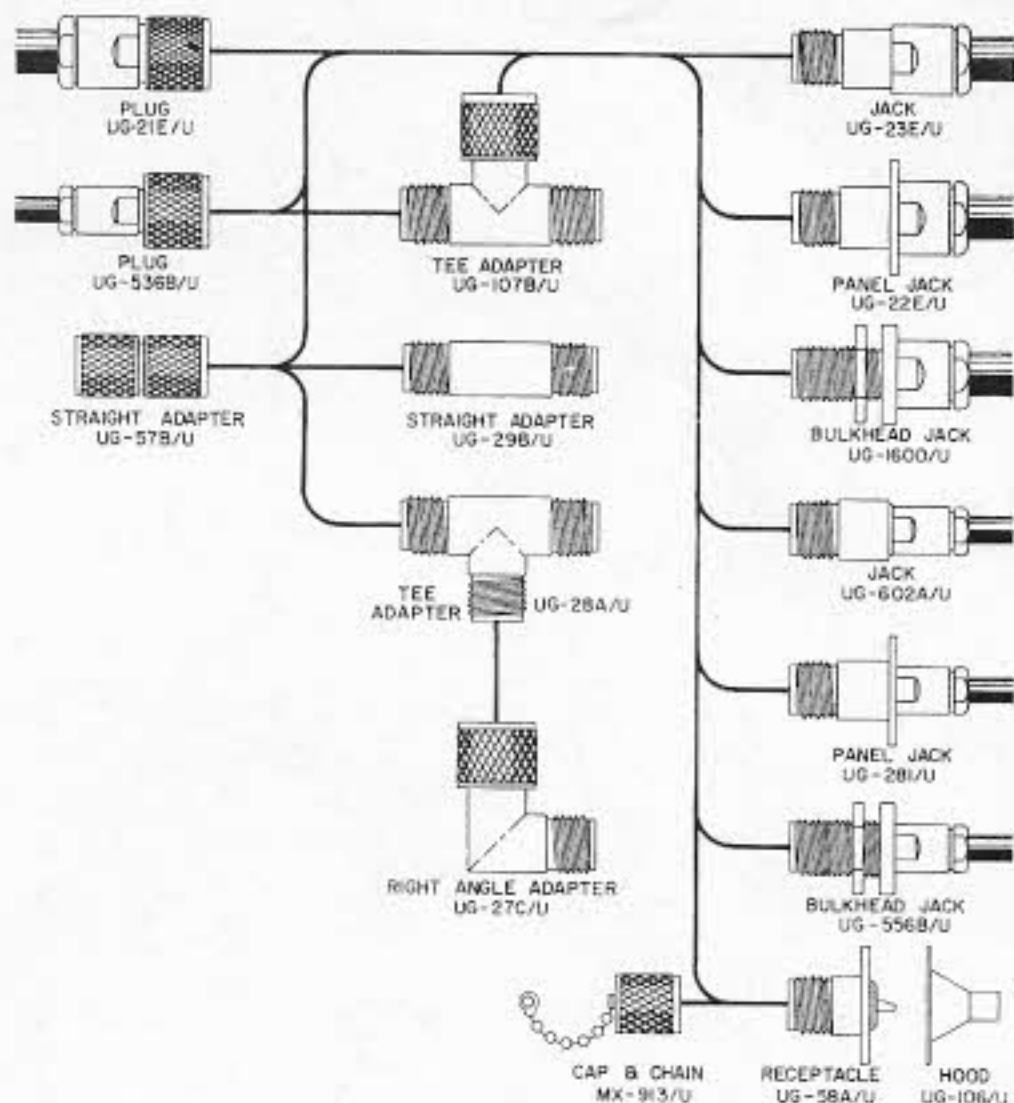 PLUG
UG-21E/U
JACK
UG-23E/U
PLUG
UG-536B/U
TEE ADAPTER
UG-107B/U
PANEL JACK
UG-22E/U
STRAIGHT ADAPTER
UG-57B/U
STRAIGHT ADAPTER
UG-29B/U
BULKHEAD JACK
UG-1600/U
TEE
ADAPTER
UG-28A/U
JACK
UG-602A/U
PANEL JACK
UG-281/U
RIGHT ANGLE ADAPTER
UG-27C/U
BULKHEAD JACK
UG-556B/U
CAP & CHAIN
MX-913/U
RECEPTACLE
UG-58A/U
HOOD
UG-106/U